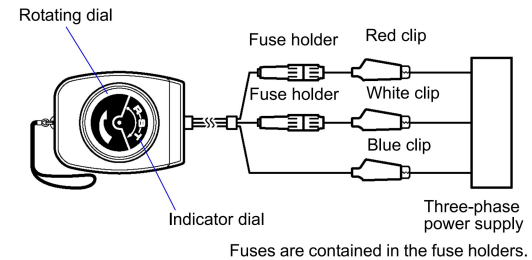 Rotating dial
Fuse holder
Red clip
Fuse holder
White clip
Blue clip
R-S-T
Indicator dial
Three-phase
power supply
Fuses are contained in the fuse holders.